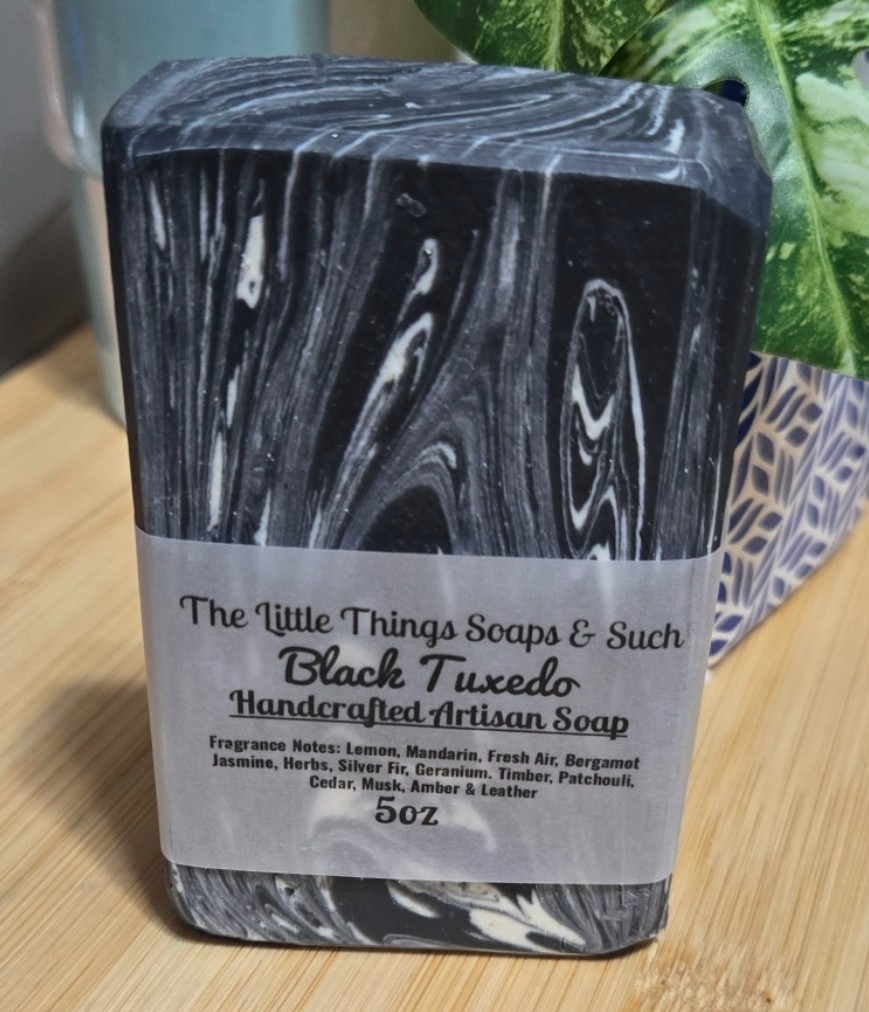 The Little Things Soaps & Such
Black Tuxedo
Handcrafted Artisan Soap
Fragrance Notes: Lemon, Mandarin, Fresh Air, Bergamot
Jasmine, Herbs, Silver Fir, Geranium. Timber, Patchouli,
Cedar, Musk, Amber & Leather
5oz